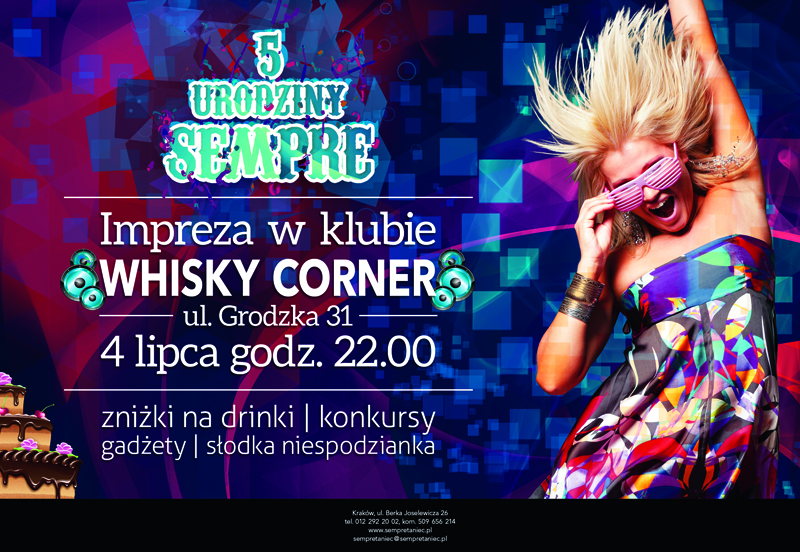 5
URODZINY
SEMPRE
Impreza w klubie
WHISKY CORNER
ul. Grodzka 31
4 lipca godz. 22.00
zniżki na drinki | konkursy
gadżety | słodka niespodzianka
Kraków, ul. Berka Joselewicza 26
tel. 012 292 20 02, kom. 509 656 214
www.sempretaniec.pl
sempretaniec@sempretaniec.pl